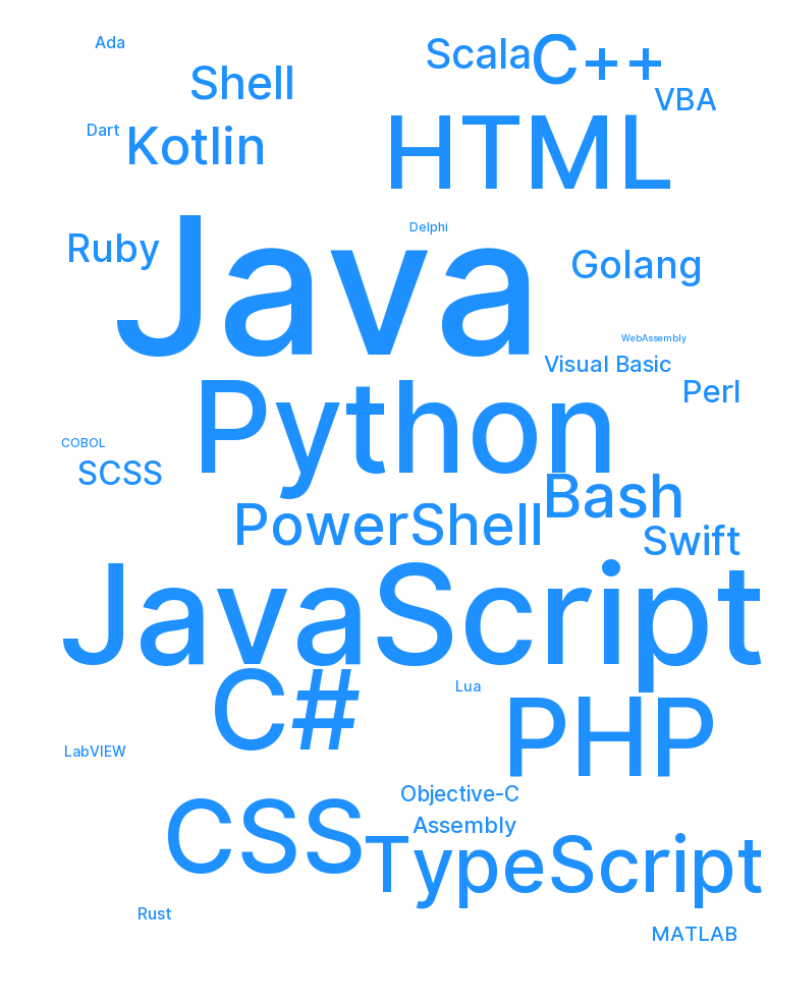 Ada
Scala
C++
Shell
VBA
Dart
Kotlin
HTML
Ruby
Java
Delphi
Golang
WebAssembly
Visual Basic
Perl
Python
COBOL
SCSS
Bash
PowerShell
Swift
JavaScript
C#
Lua
PHP
LabVIEW
Objective-C
CSS
Assembly
TypeScript
Rust
MATLAB